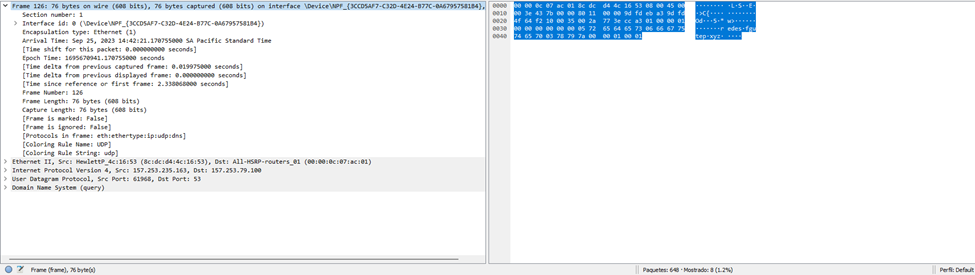 Frame 126: 76 bytes on wire (608 bits), 76 bytes captured (608 bits) on interface \Device\NPF_{3CCD5AF7-C32D-4E24-B77C-0A6795758184},
Section number: 1
Interface id: 0 (\Device\NPF_{3CCD5AF7-C32D-4E24-B77C-0A6795758184})
Encapsulation type: Ethernet (1)
Arrival Time: Sep 25, 2023 14:42:21.170755000 SA Pacific Standard Time
[Time shift for this packet: 0.000000000 seconds]
Epoch Time: 1695670941.170755000 seconds
[Time delta from previous captured frame: 0.019975000 seconds]
[Time delta from previous displayed frame: 0.000000000 seconds]
[Time since reference or first frame: 2.338068000 seconds]
Frame Number: 126
Frame Length: 76 bytes (608 bits)
Capture Length: 76 bytes (608 bits)
[Frame is marked: False]
[Frame is ignored: False]
[Protocols in frame: eth:ethertype:ip:udp:dns]
[Coloring Rule Name: UDP]
[Coloring Rule String: udp]
Ethernet II, Src: HewlettP_4c:16:53 (8c:dc:d4:4c:16:53), Dst: All-HSRP-routers_01 (00:00:0c:07:ac:01)
Internet Protocol Version 4, Src: 157.253.235.163, Dst: 157.253.79.100
User Datagram Protocol, Src Port: 61968, Dst Port: 53
Domain Name System (query)
0000 00 00 0c 07 ac 01 8c dc d4 4c 16 53 08 00 45 00 ········ ·L·S··E·
0010 00 3e 43 7b 00 00 80 11 00 00 9d fd eb a3 9d fd ·>C{···· ········
0020 4f 64 f2 10 00 35 00 2a 77 3e cc a3 01 00 00 01 Od···5·* w>······
0030 00 00 00 00 00 00 05 72 65 64 65 73 06 66 67 75 ·······r edes·fgu
0040 74 65 70 03 78 79 7a 00 00 01 00 01 tep·xyz· ····
Frame (frame), 76 byte(s)
Paquetes: 648 · Mostrado: 8 (1.2%)
Perfil: Default